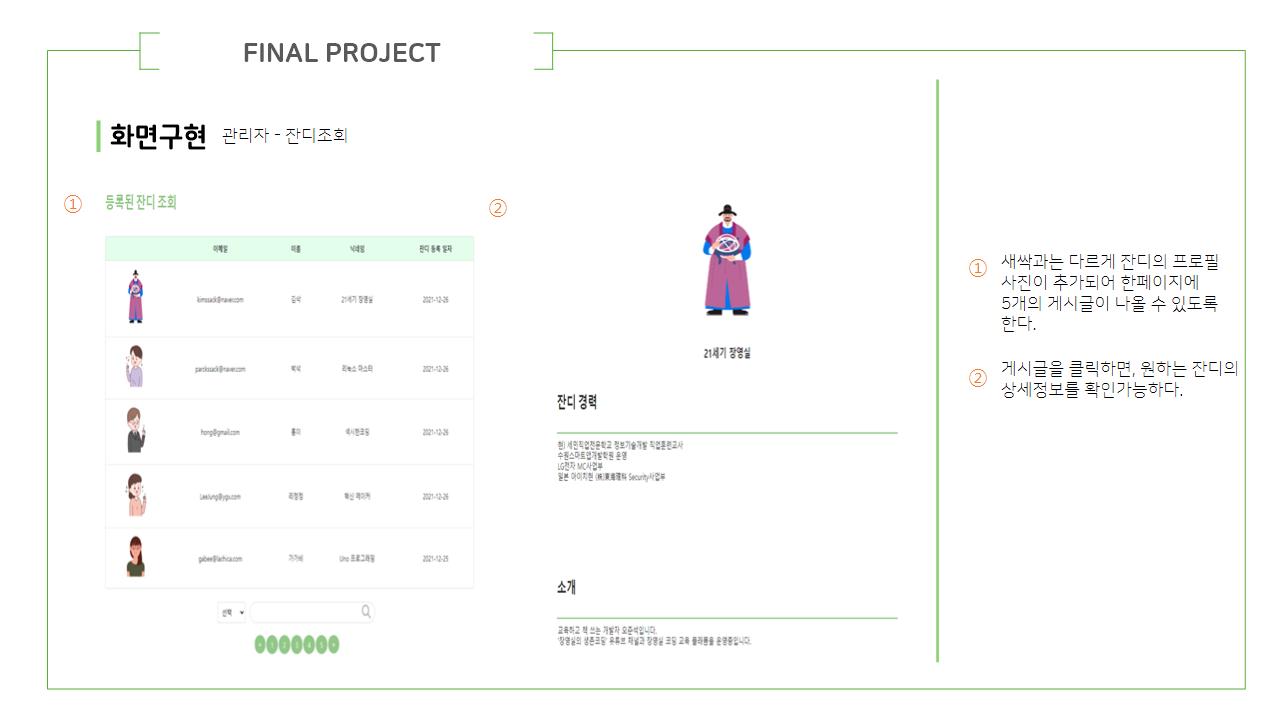 FINAL PROJECT
화면구현 관리자 - 잔디조회
① 등록된 잔디 조회
이메일 이름 닉네임 잔디 등록 일자
kimssack@naver.com 김삭 21세기 장영실 2021-12-26
parckssack@naver.com 박삭 리눅스 마스터 2021-12-26
hong@gmail.com 홍미 섹시한코딩 2021-12-26
LeeJung@ygv.com 리정정 혁신 메이커 2021-12-26
gabee@lachica.com 가가비 Uno 프로그래밍 2021-12-25
선택
②
21세기 장영실
잔디 경력
현) 세민직업전문학교 정보기술개발 직업훈련교사
수원스마트앱개발학원 운영
LG전자 MC사업부
일본 아이치현 (株)東海理科 Security사업부
소개
교육하고 책 쓰는 개발자 오준석입니다.
'장영실의 생존코딩' 유튜브 채널과 장영실 코딩 교육 플래폼을 운영중입니다.
① 새싹과는 다르게 잔디의 프로필
사진이 추가되어 한페이지에
5개의 게시글이 나올 수 있도록
한다.
② 게시글을 클릭하면, 원하는 잔디의
상세정보를 확인가능하다.